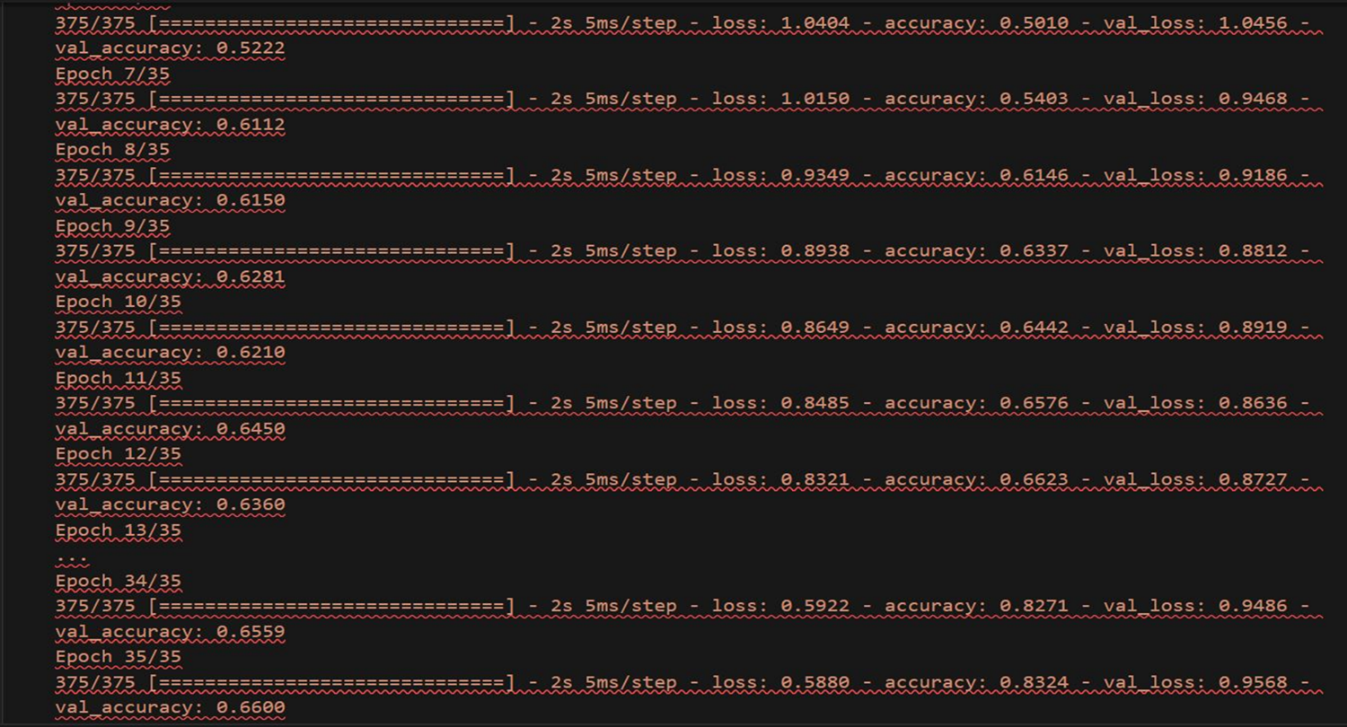 375/375 [==============================] - 2s 5ms/step - loss: 1.0404 - accuracy: 0.5010 - val_loss: 1.0456 -
val_accuracy: 0.5222
Epoch 7/35
375/375 [==============================] - 2s 5ms/step - loss: 1.0150 - accuracy: 0.5403 - val_loss: 0.9468 -
val_accuracy: 0.6112
Epoch 8/35
375/375 [==============================] - 2s 5ms/step - loss: 0.9349 - accuracy: 0.6146 - val_loss: 0.9186 -
val_accuracy: 0.6150
Epoch 9/35
375/375 [==============================] - 2s 5ms/step - loss: 0.8938 - accuracy: 0.6337 - val_loss: 0.8812 -
val_accuracy: 0.6281
Epoch 10/35
375/375 [==============================] - 2s 5ms/step - loss: 0.8649 - accuracy: 0.6442 - val_loss: 0.8919 -
val_accuracy: 0.6210
Epoch 11/35
375/375 [==============================] - 2s 5ms/step - loss: 0.8485 - accuracy: 0.6576 - val_loss: 0.8636 -
val_accuracy: 0.6450
Epoch 12/35
375/375 [==============================] - 2s 5ms/step - loss: 0.8321 - accuracy: 0.6623 - val_loss: 0.8727 -
val_accuracy: 0.6360
Epoch 13/35
...
Epoch 34/35
375/375 [==============================] - 2s 5ms/step - loss: 0.5922 - accuracy: 0.8271 - val_loss: 0.9486 -
val_accuracy: 0.6559
Epoch 35/35
375/375 [==============================] - 2s 5ms/step - loss: 0.5880 - accuracy: 0.8324 - val_loss: 0.9568 -
val_accuracy: 0.6600